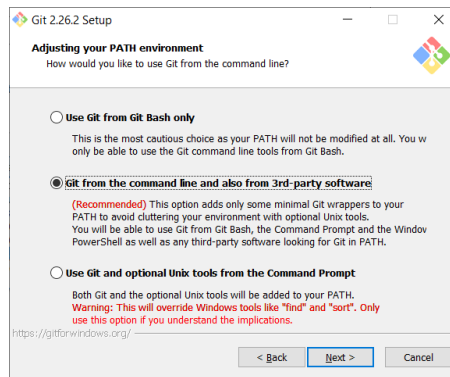 Git 2.26.2 Setup
Adjusting your PATH environment
How would you like to use Git from the command line?
Use Git from Git Bash only
This is the most cautious choice as your PATH will not be modified at all. You w
only be able to use the Git command line tools from Git Bash.
Git from the command line and also from 3rd-party software
(Recommended) This option adds only some minimal Git wrappers to your
PATH to avoid cluttering your environment with optional Unix tools.
You will be able to use Git from Git Bash, the Command Prompt and the Window
PowerShell as well as any third-party software looking for Git in PATH.
Use Git and optional Unix tools from the Command Prompt
Both Git and the optional Unix tools will be added to your PATH.
Warning: This will override Windows tools like "find" and "sort". Only
use this option if you understand the implications.
https://gitforwindows.org/
< Back Next > Cancel